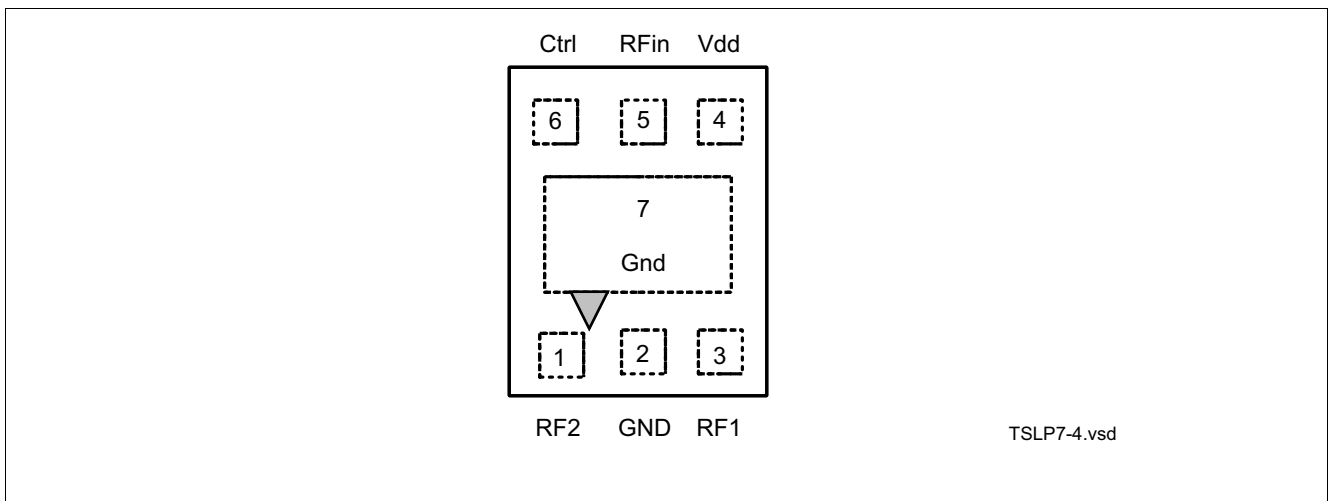 Ctrl RFin Vdd
6 5 4
7
Gnd
1 2 3
RF2 GND RF1
TSLP7-4.vsd